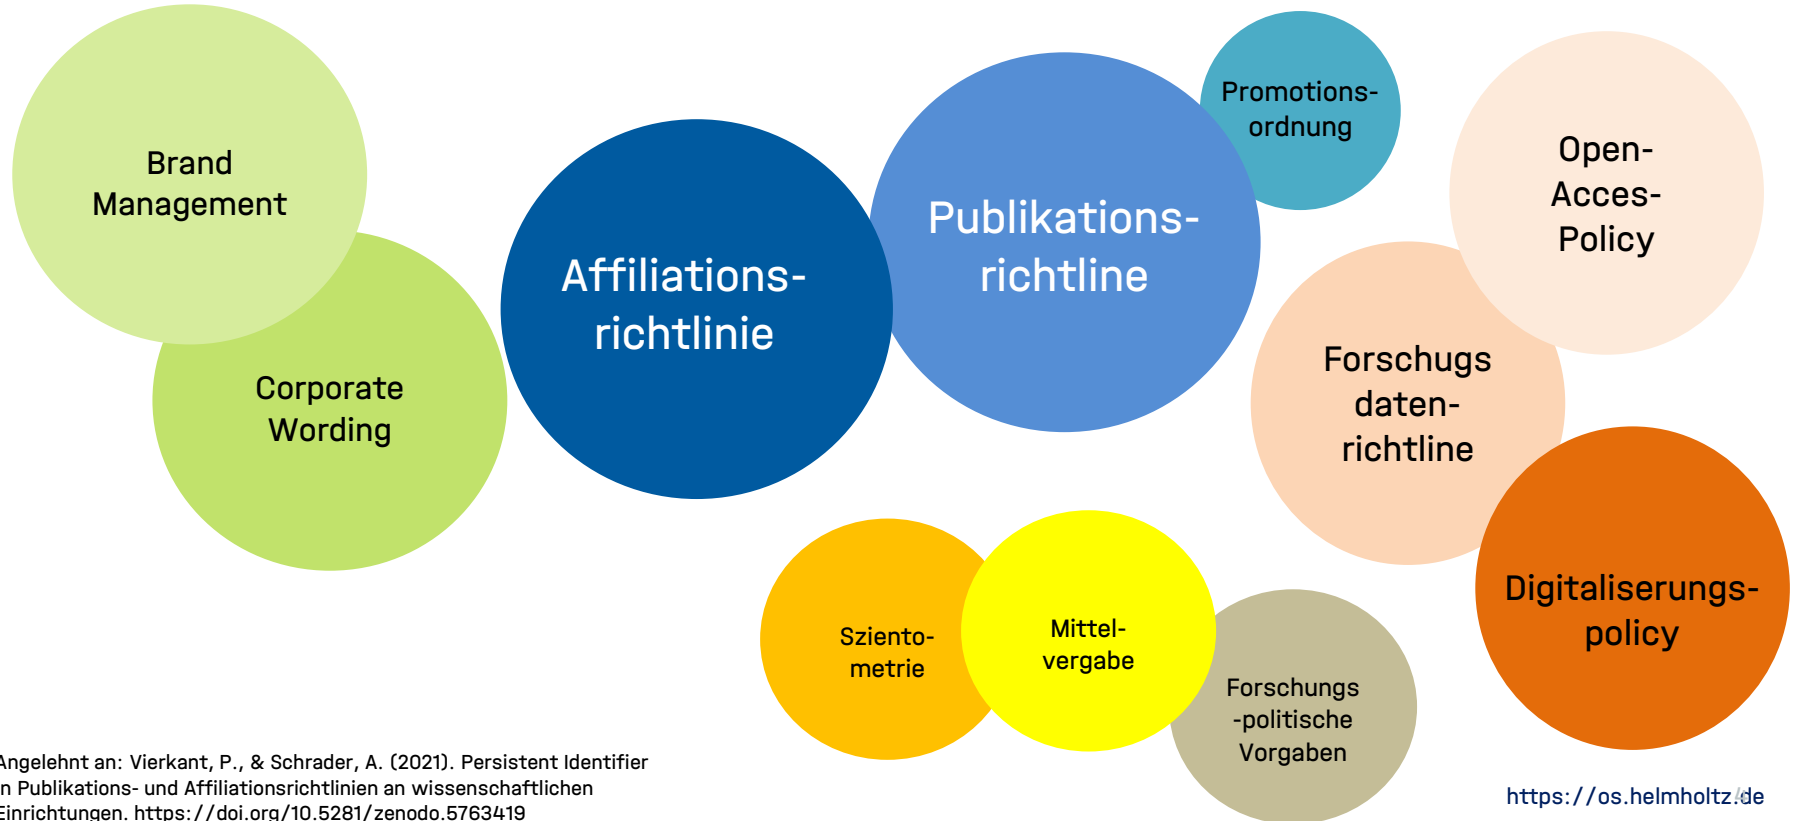 Brand
Management
Corporate
Wording
Affiliations-
richtlinie
Publikations-
richtline
Promotions-
ordnung
Open-
Acces-
Policy
Forschugs
daten-
richtline
Digitaliserungs-
policy
Sziento-
metrie
Mittel-
vergabe
Forschungs
-politische
Vorgaben
Angelehnt an: Vierkant, P., & Schrader, A. (2021). Persistent Identifier
in Publikations- und Affiliationsrichtlinien an wissenschaftlichen
Einrichtungen. https://doi.org/10.5281/zenodo.5763419
https://os.helmholtz.de
4